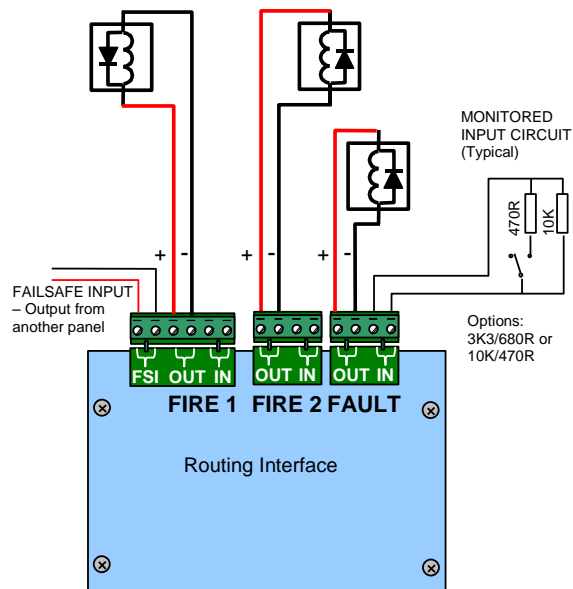 MONITORED
INPUT CIRCUIT
(Typical)
470R
10K
+ -
+ -
+ -
FAILSAFE INPUT
– Output from
another panel
Options:
3K3/680R or
10K/470R
FSI OUT IN
OUT IN
OUT IN
FIRE 1 FIRE 2 FAULT
Routing Interface